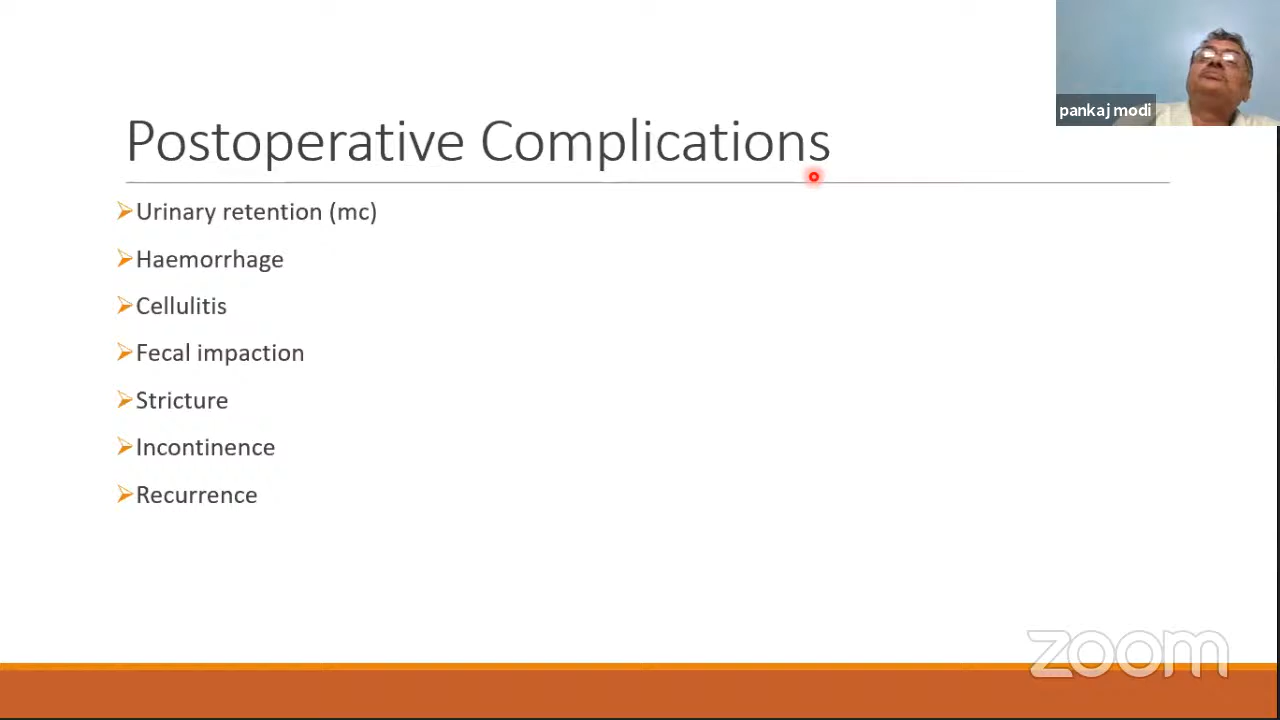 pankaj modi
Postoperative Complications
Urinary retention (mc)
Haemorrhage
Cellulitis
Fecal impaction
Stricture
Incontinence
Recurrence
zoom